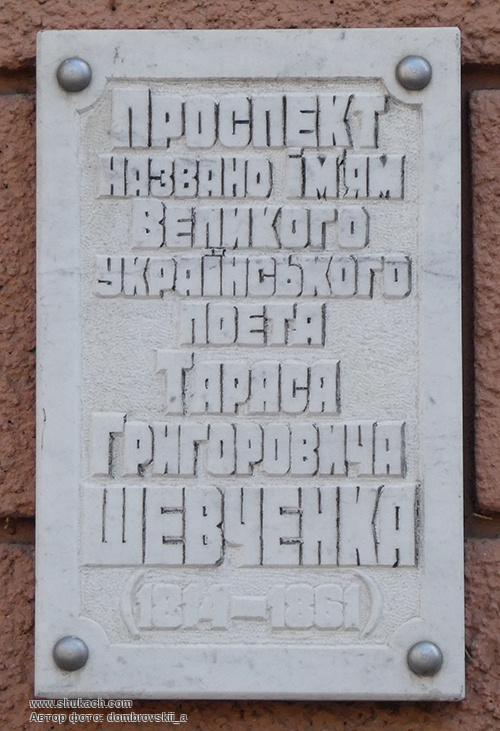 Проспект
названо ім'ям
Великого
українського
поета
Тараса
Григоровича
ШЕВЧЕНКА
(1814-1861)
www.shukach.com
Автор фото: dombrovskii_a